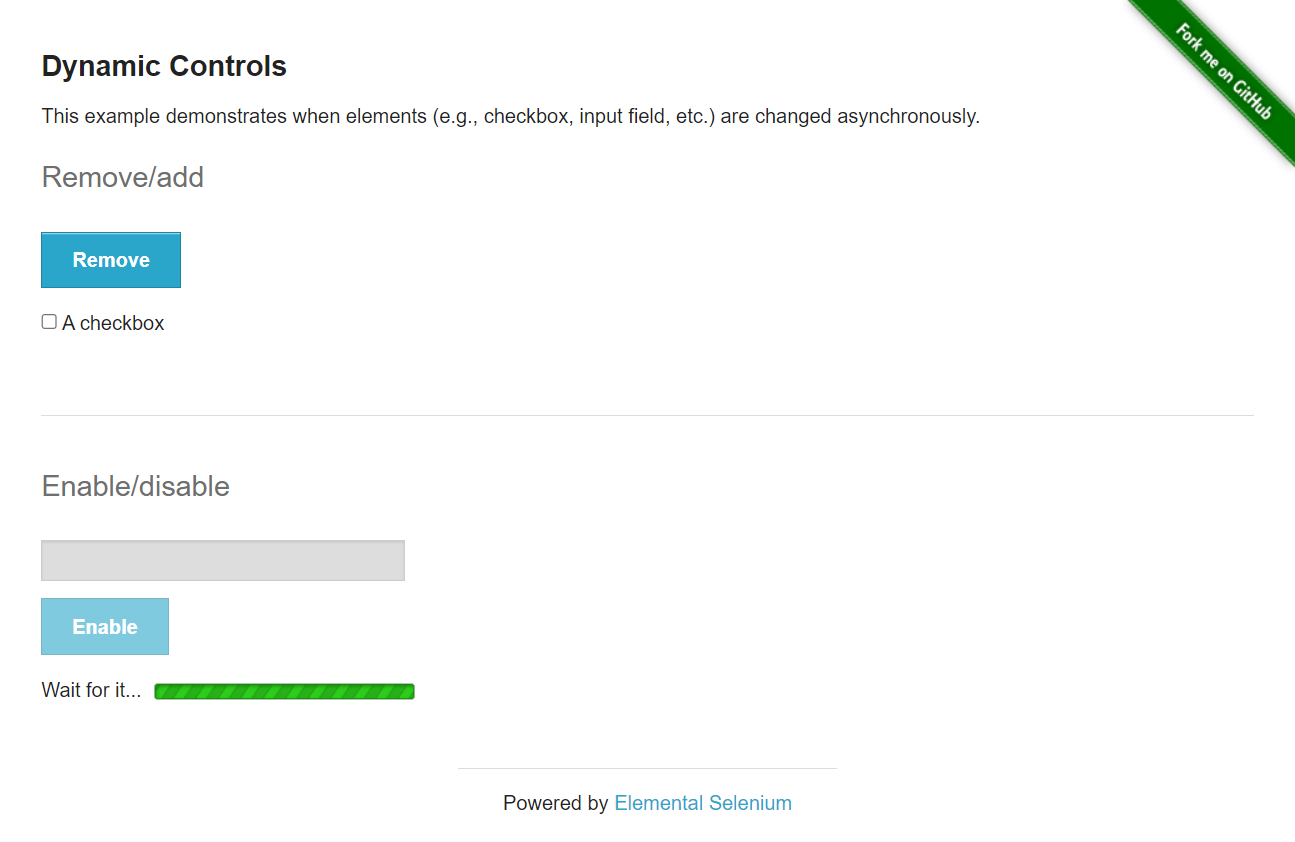 Fork me on GitHub
Dynamic Controls
This example demonstrates when elements (e.g., checkbox, input field, etc.) are changed asynchronously.
Remove/add
Remove
A checkbox
Enable/disable
Enable
Wait for it...
Powered by Elemental Selenium